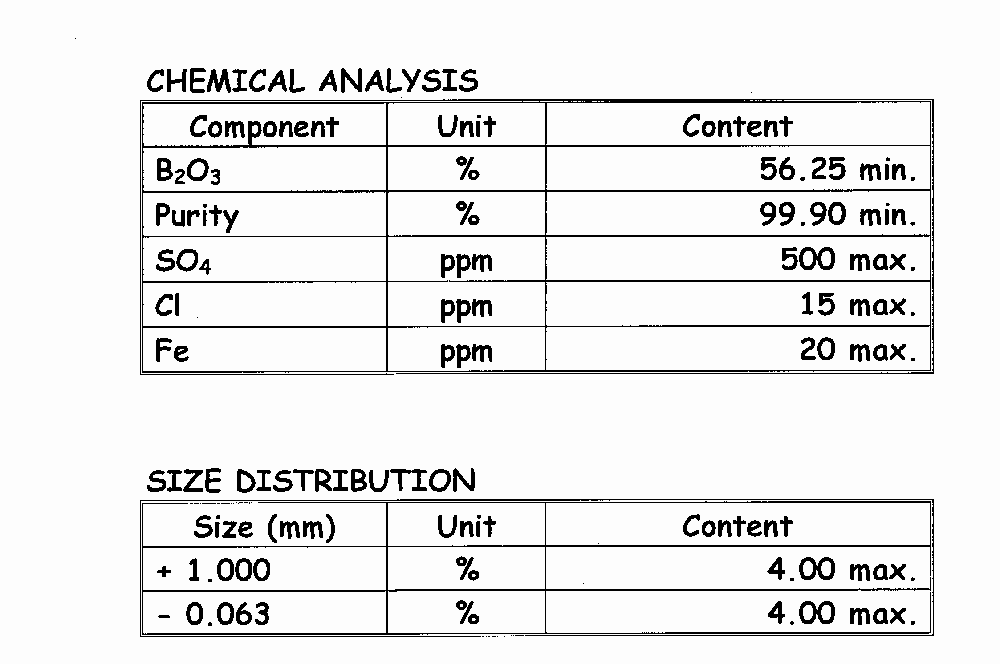 CHEMICAL ANALYSIS
Component Unit Content
B₂O₃ % 56.25 min.
Purity % 99.90 min.
SO₄ ppm 500 max.
Cl ppm 15 max.
Fe ppm 20 max.
SIZE DISTRIBUTION
Size (mm) Unit Content
+ 1.000 % 4.00 max.
- 0.063 % 4.00 max.